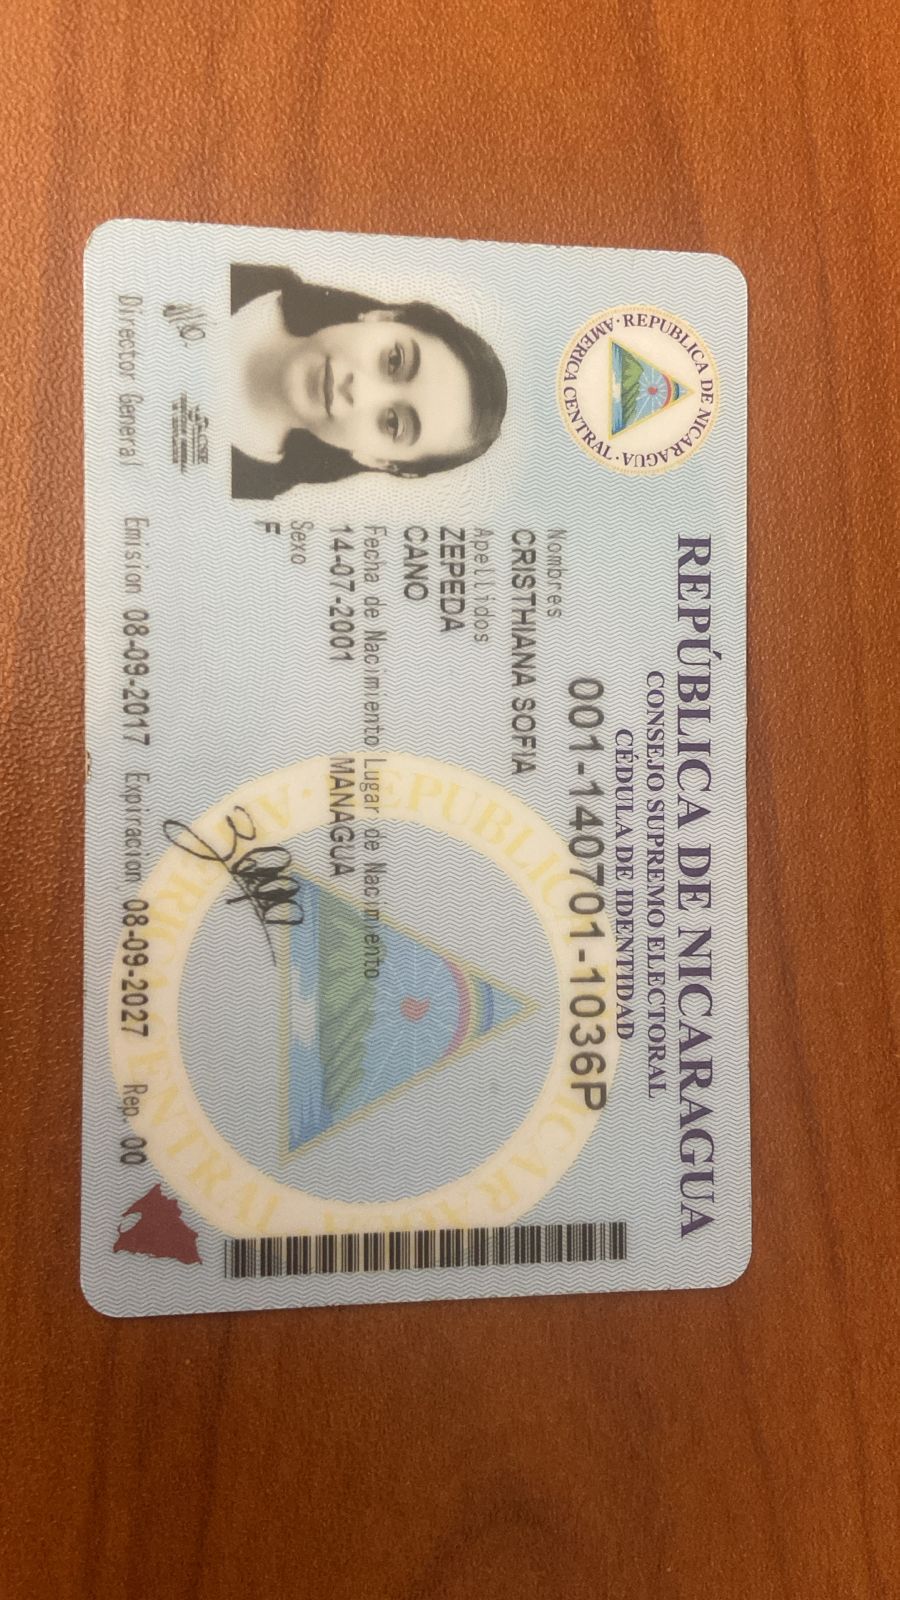 REPÚBLICA DE NICARAGUA
CONSEJO SUPREMO ELECTORAL
CÉDULA DE IDENTIDAD
REPUBLICA DE NICARAGUA · AMERICA CENTRAL ·
001-140701-1036P
Nombres
CRISTHIANA SOFIA
Apellidos
ZEPEDA
CANO
Fecha de Nacimiento Lugar de Nacimiento
14-07-2001 MANAGUA
Sexo
F
CSE
Director General Emision 08-09-2017 Expiracion 08-09-2027 Rep. 00
REPUBLICA DE NICARAGUA · AMERICA CENTRAL ·